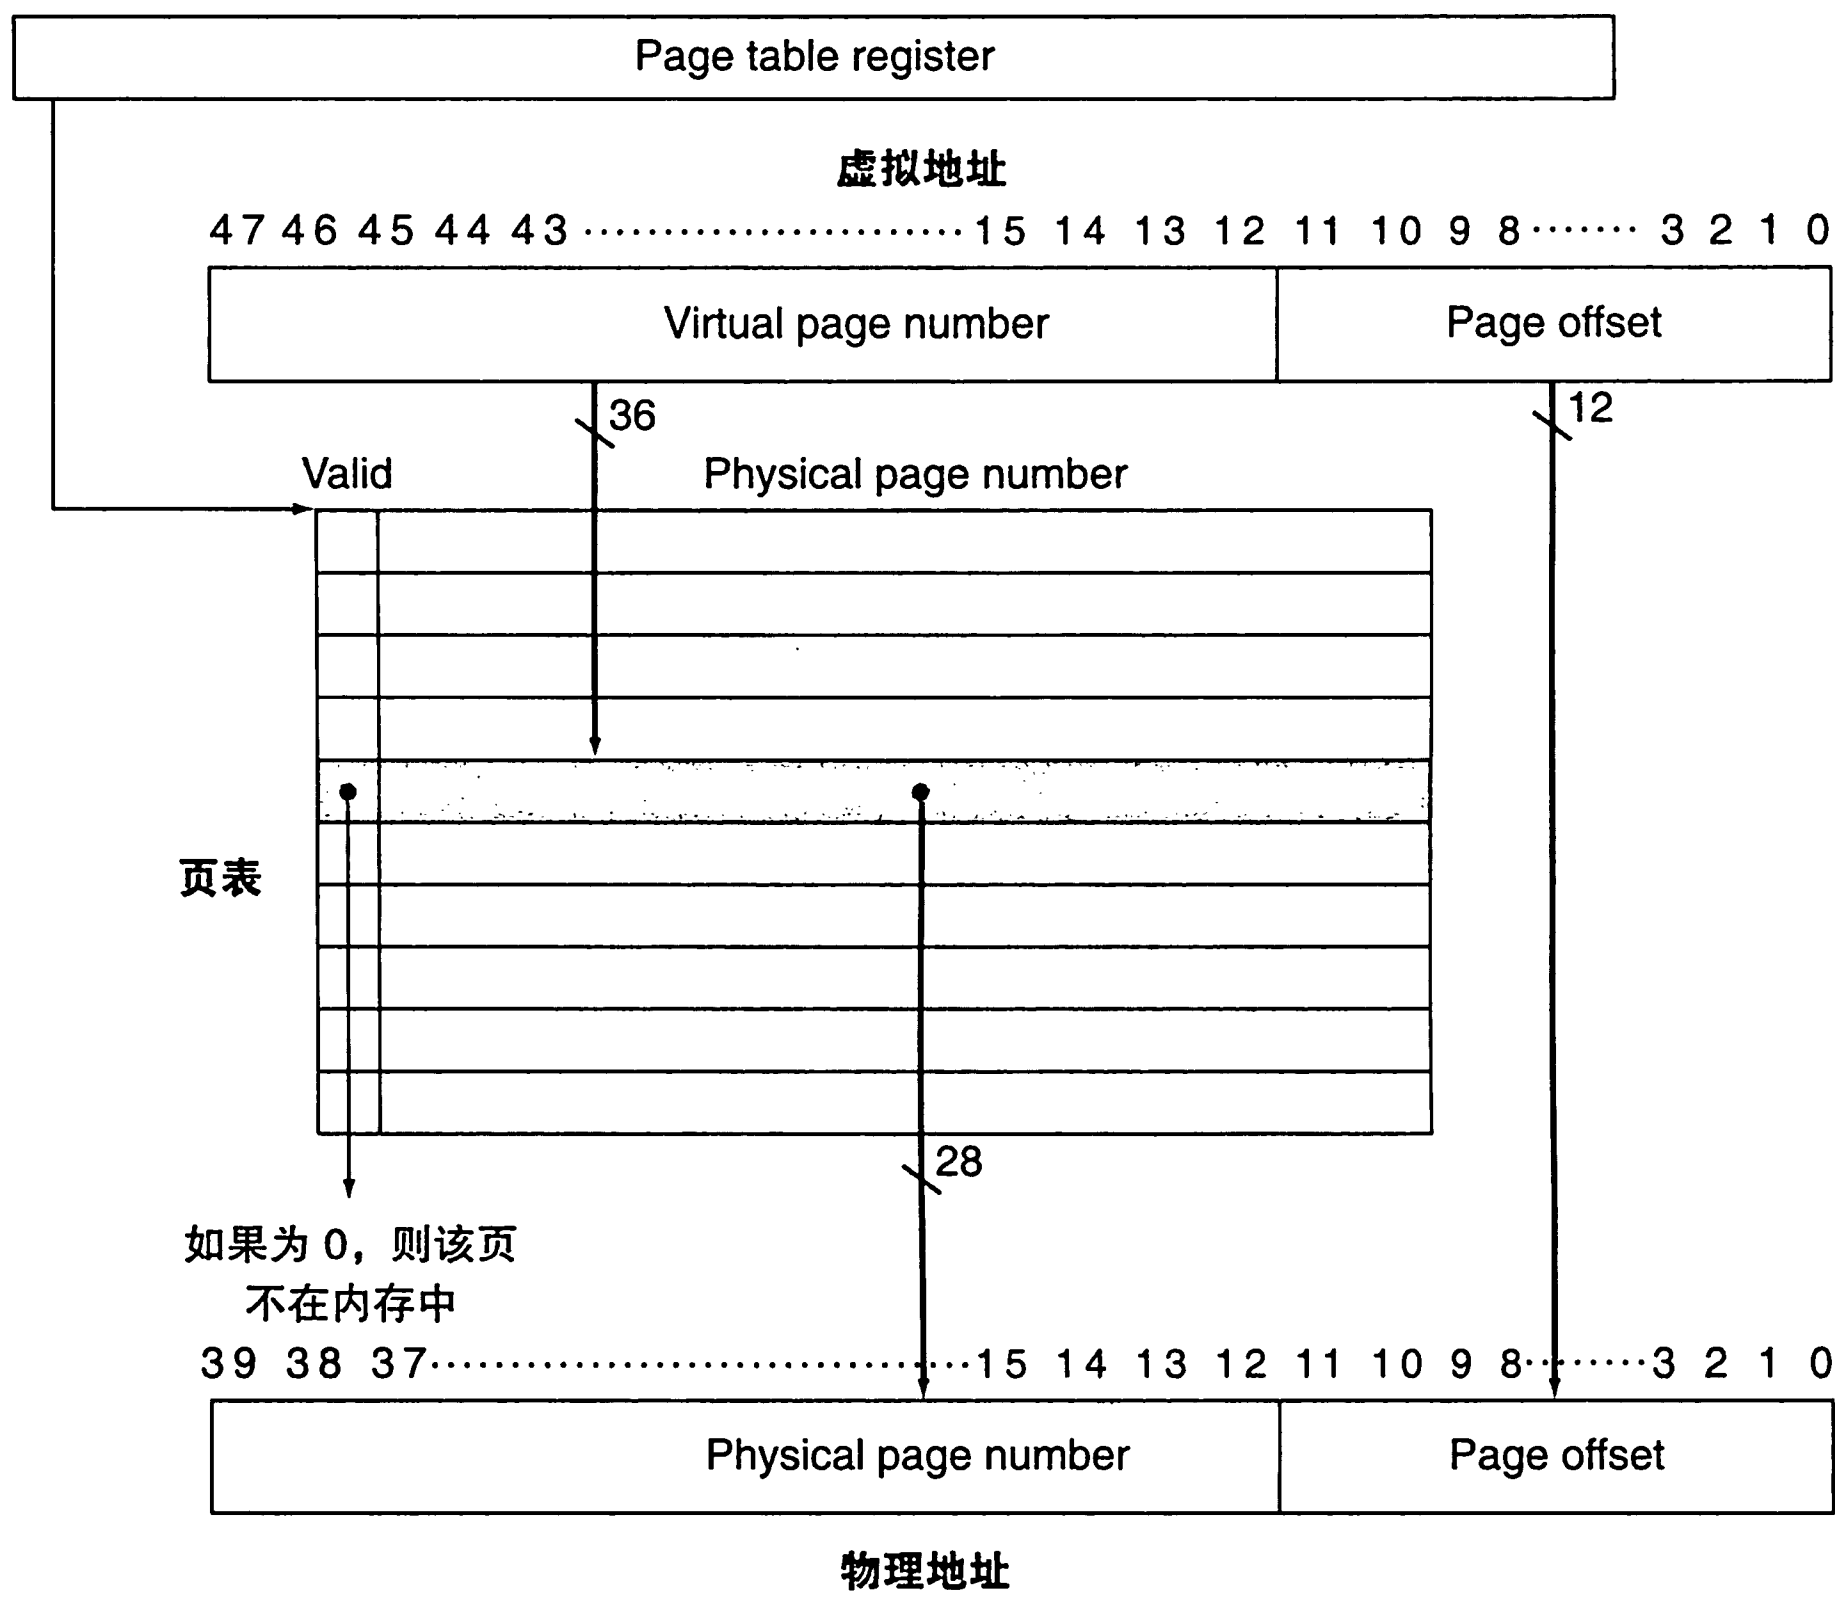 Page table register
虚拟地址
47 46 45 44 43 ························ 15 14 13 12 11 10 9 8 ······· 3 2 1 0
Virtual page number Page offset
36 12
Valid Physical page number
页表
28
如果为 0，则该页
不在内存中
39 38 37 ···································· 15 14 13 12 11 10 9 8 ········ 3 2 1 0
Physical page number Page offset
物理地址